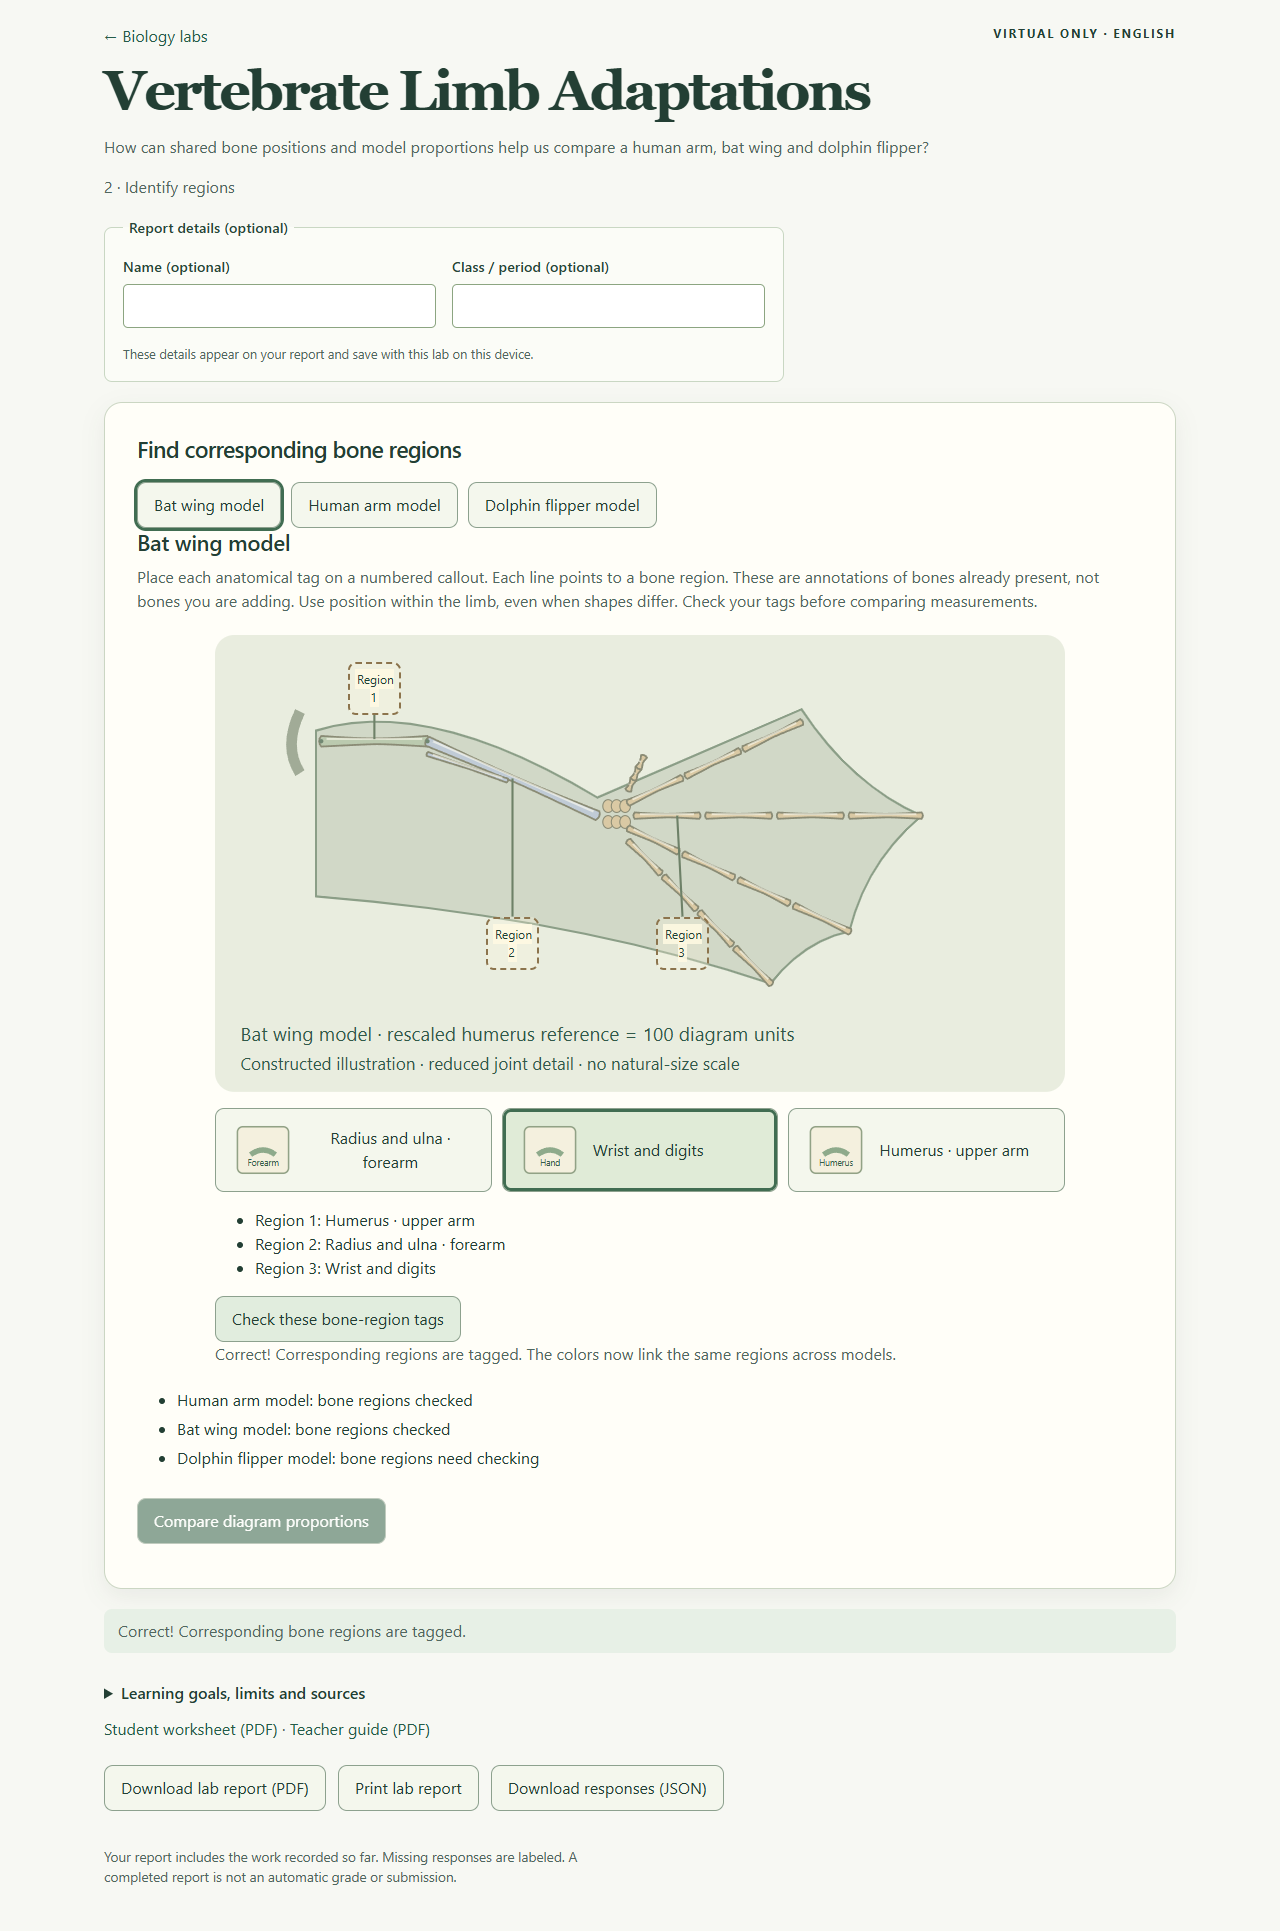 ← Biology labs
VIRTUAL ONLY · ENGLISH
Vertebrate Limb Adaptations
How can shared bone positions and model proportions help us compare a human arm, bat wing and dolphin flipper?
2 · Identify regions
Report details (optional)
Name (optional)
Class / period (optional)
These details appear on your report and save with this lab on this device.
Find corresponding bone regions
Bat wing model
Human arm model
Dolphin flipper model
Bat wing model
Place each anatomical tag on a numbered callout. Each line points to a bone region. These are annotations of bones already present, not
bones you are adding. Use position within the limb, even when shapes differ. Check your tags before comparing measurements.
Region
1
Region
2
Region
3
Bat wing model · rescaled humerus reference = 100 diagram units
Constructed illustration · reduced joint detail · no natural-size scale
Forearm
Radius and ulna ·
forearm
Hand
Wrist and digits
Humerus
Humerus · upper arm
• Region 1: Humerus · upper arm
• Region 2: Radius and ulna · forearm
• Region 3: Wrist and digits
Check these bone-region tags
Correct! Corresponding regions are tagged. The colors now link the same regions across models.
• Human arm model: bone regions checked
• Bat wing model: bone regions checked
• Dolphin flipper model: bone regions need checking
Compare diagram proportions
Correct! Corresponding bone regions are tagged.
▶ Learning goals, limits and sources
Student worksheet (PDF) · Teacher guide (PDF)
Download lab report (PDF)
Print lab report
Download responses (JSON)
Your report includes the work recorded so far. Missing responses are labeled. A
completed report is not an automatic grade or submission.